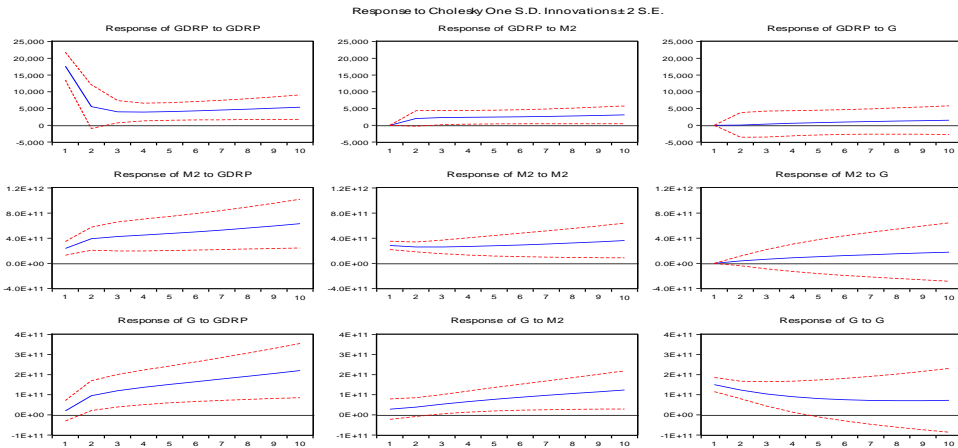 Response to Cholesky One S.D. Innovations ± 2 S.E.
Response of GDRP to GDRP
25,000
20,000
15,000
10,000
5,000
0
-5,000
1 2 3 4 5 6 7 8 9 10
Response of GDRP to M2
25,000
20,000
15,000
10,000
5,000
0
-5,000
1 2 3 4 5 6 7 8 9 10
Response of GDRP to G
25,000
20,000
15,000
10,000
5,000
0
-5,000
1 2 3 4 5 6 7 8 9 10
Response of M2 to GDRP
1.2E+12
8.0E+11
4.0E+11
0.0E+00
-4.0E+11
1 2 3 4 5 6 7 8 9 10
Response of M2 to M2
1.2E+12
8.0E+11
4.0E+11
0.0E+00
-4.0E+11
1 2 3 4 5 6 7 8 9 10
Response of M2 to G
1.2E+12
8.0E+11
4.0E+11
0.0E+00
-4.0E+11
1 2 3 4 5 6 7 8 9 10
Response of G to GDRP
4E+11
3E+11
2E+11
1E+11
0E+00
-1E+11
1 2 3 4 5 6 7 8 9 10
Response of G to M2
4E+11
3E+11
2E+11
1E+11
0E+00
-1E+11
1 2 3 4 5 6 7 8 9 10
Response of G to G
4E+11
3E+11
2E+11
1E+11
0E+00
-1E+11
1 2 3 4 5 6 7 8 9 10